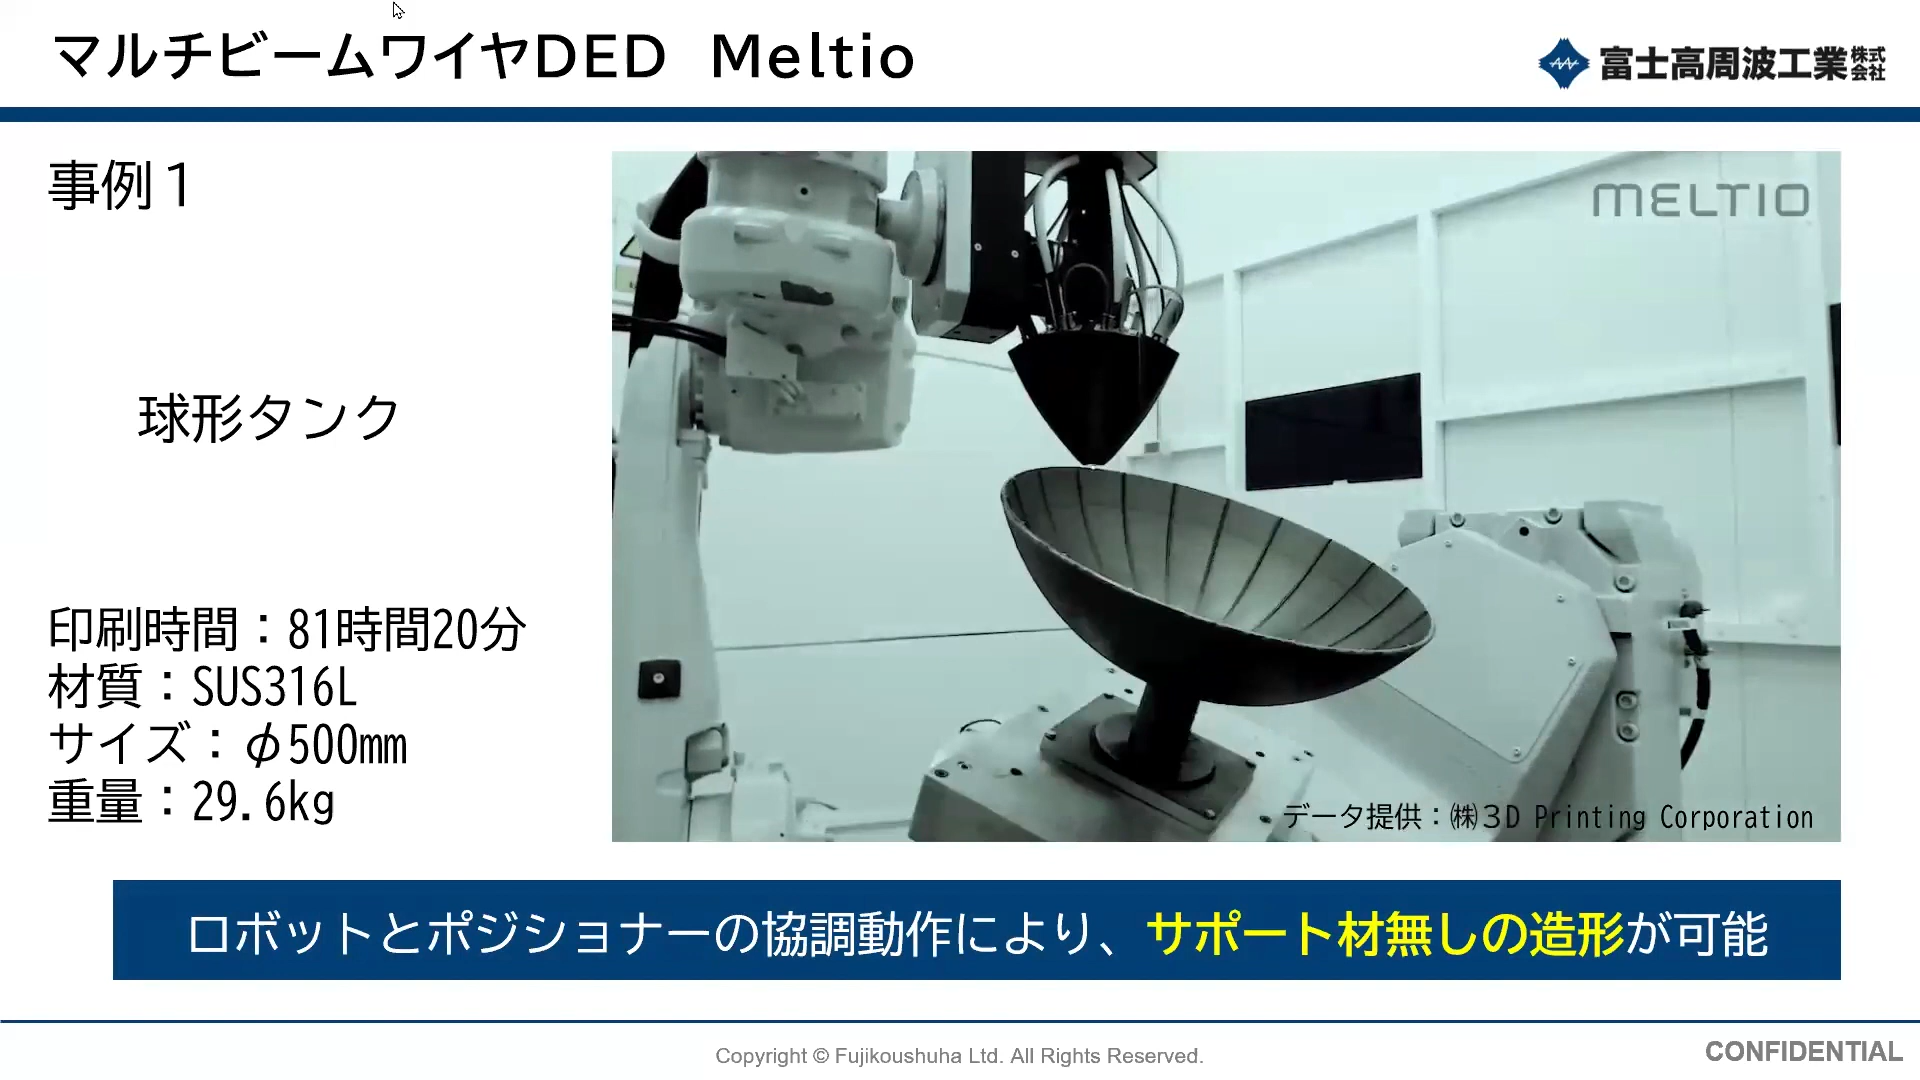 マルチビームワイヤDED　Meltio
富士高周波工業株式会社
事例１
MELTIO
球形タンク
印刷時間：81時間20分
材質：SUS316L
サイズ：φ500mm
重量：29.6kg
データ提供：㈱３D Printing Corporation
ロボットとポジショナーの協調動作により、サポート材無しの造形が可能
Copyright © Fujikoushuha Ltd. All Rights Reserved.
CONFIDENTIAL